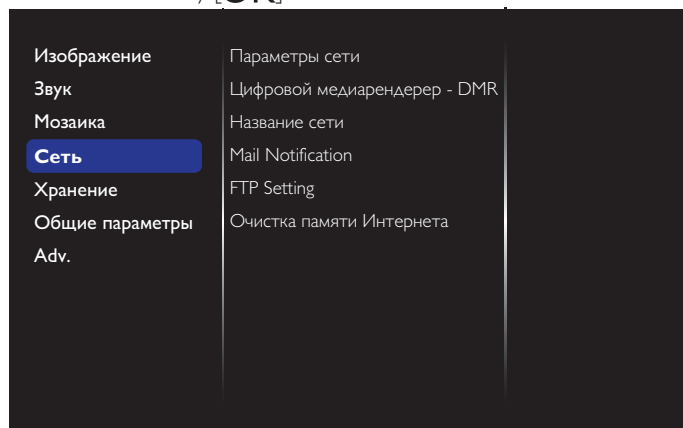 [OK]
Изображение
Звук
Мозаика
Сеть
Хранение
Общие параметры
Adv.
Параметры сети
Цифровой медиарендерер - DMR
Название сети
Mail Notification
FTP Setting
Очистка памяти Интернета